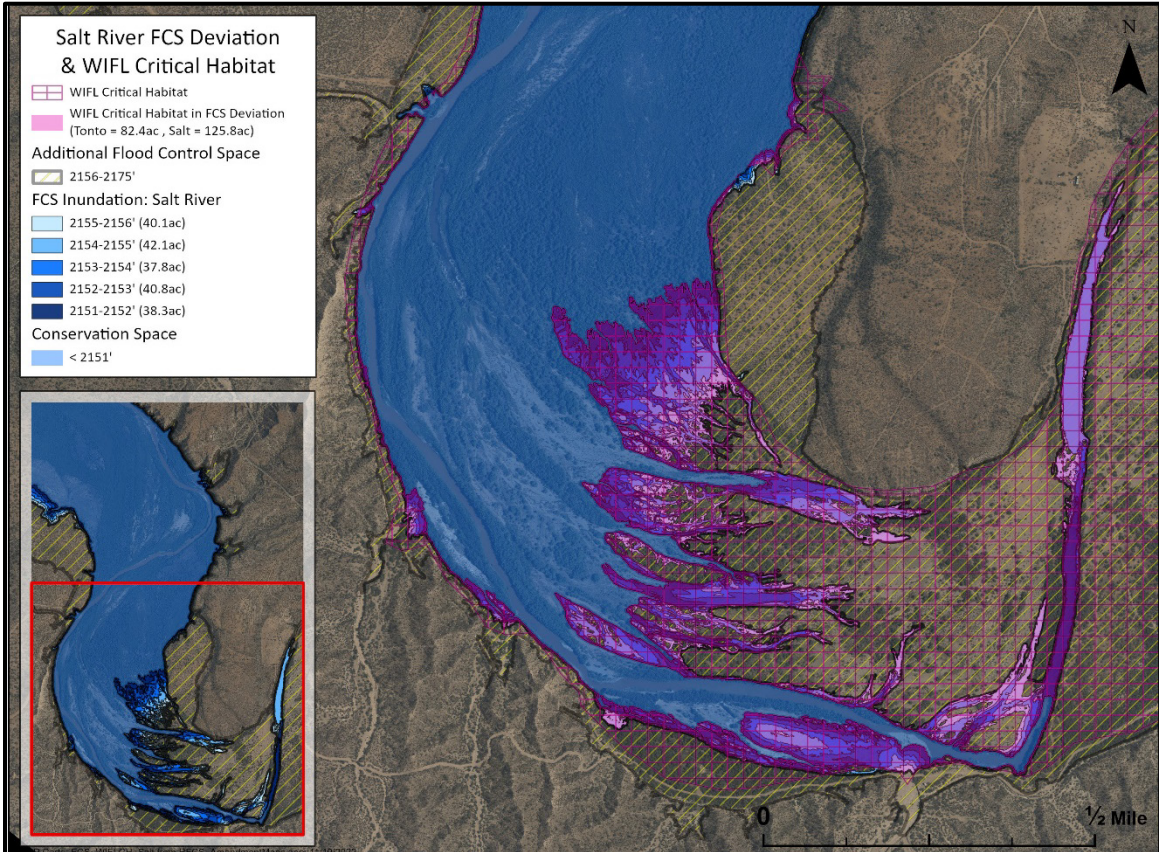 Salt River FCS Deviation
& WIFL Critical Habitat
WIFL Critical Habitat
WIFL Critical Habitat in FCS Deviation
(Tonto = 82.4ac , Salt = 125.8ac)
Additional Flood Control Space
2156-2175'
FCS Inundation: Salt River
2155-2156' (40.1ac)
2154-2155' (42.1ac)
2153-2154' (37.8ac)
2152-2153' (40.8ac)
2151-2152' (38.3ac)
Conservation Space
< 2151'
N
0
½ Mile